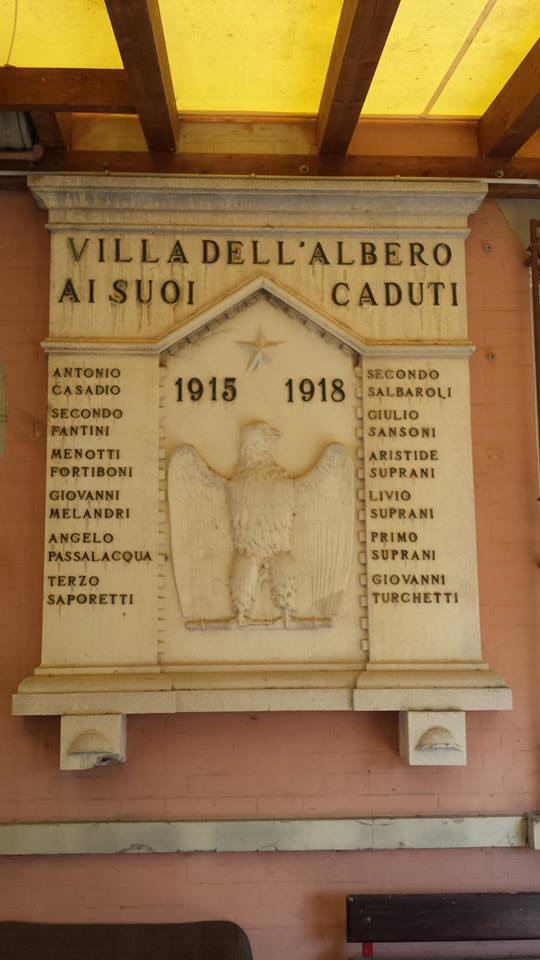 VILLA DELL'ALBERO
AI SUOI CADUTI
1915 1918
ANTONIO
CASADIO
SECONDO
FANTINI
MENOTTI
FORTIBONI
GIOVANNI
MELANDRI
ANGELO
PASSALACQUA
TERZO
SAPORETTI
SECONDO
SALBAROLI
GIULIO
SANSONI
ARISTIDE
SUPRANI
LIVIO
SUPRANI
PRIMO
SUPRANI
GIOVANNI
TURCHETTI